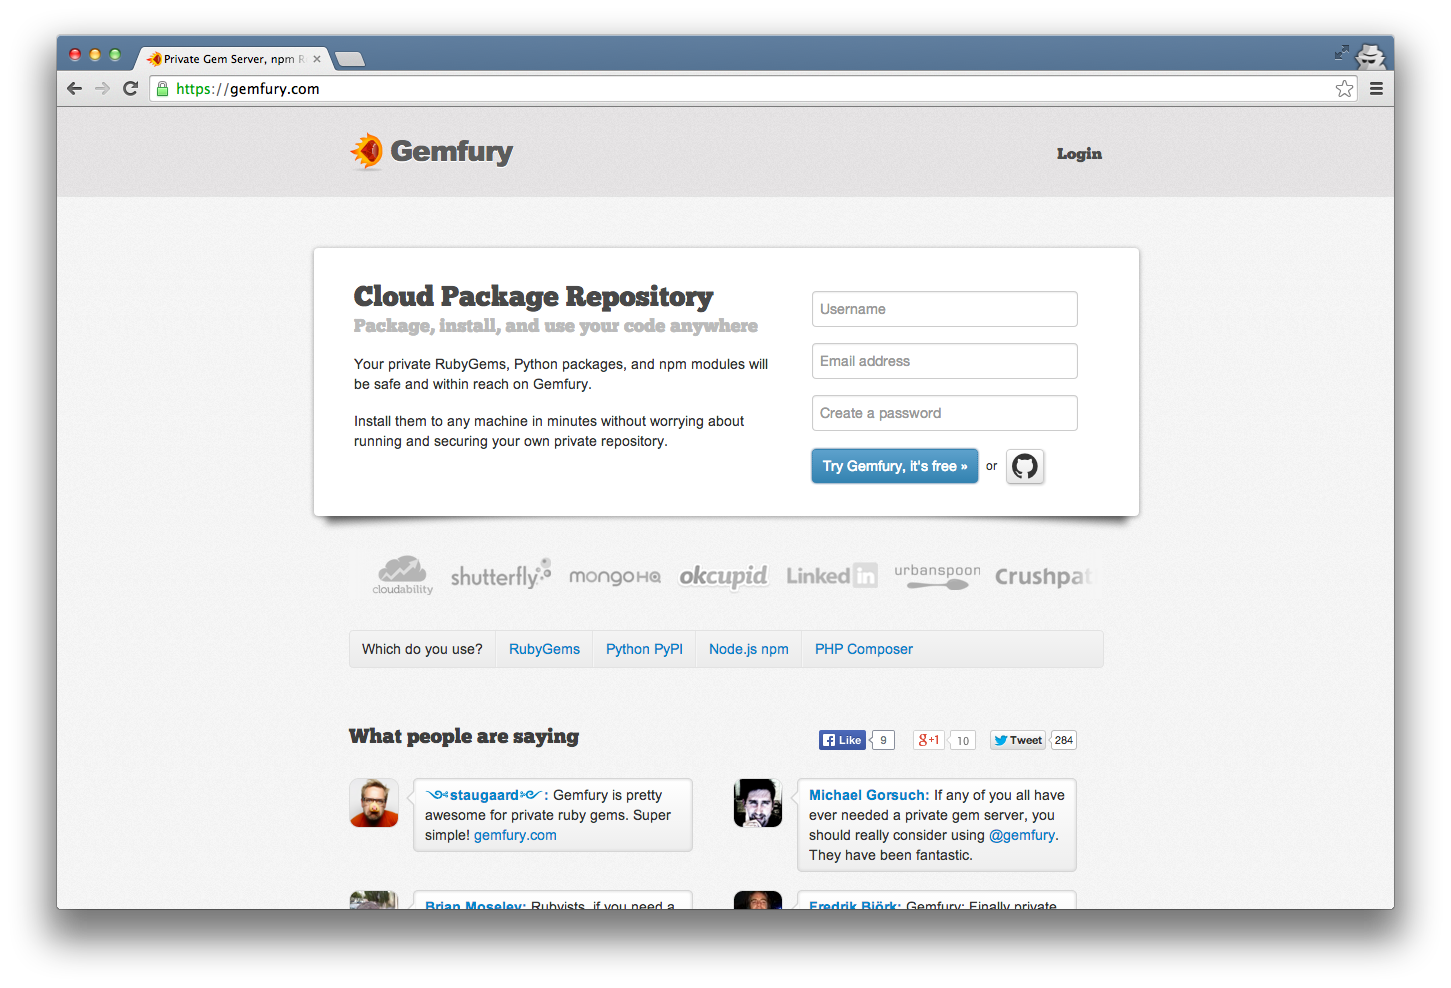 Private Gem Server, npm R
https://gemfury.com
Gemfury
Login
Cloud Package Repository
Package, install, and use your code anywhere
Your private RubyGems, Python packages, and npm modules will
be safe and within reach on Gemfury.
Install them to any machine in minutes without worrying about
running and securing your own private repository.
Username
Email address
Create a password
Try Gemfury, it's free » or
cloudability shutterfly mongoHQ okcupid Linked in urbanspoon Crushpat
Which do you use? RubyGems Python PyPI Node.js npm PHP Composer
What people are saying
Like 9 g+1 10 Tweet 284
staugaard: Gemfury is pretty
awesome for private ruby gems. Super
simple! gemfury.com
Michael Gorsuch: If any of you all have
ever needed a private gem server, you
should really consider using @gemfury.
They have been fantastic.
Brian Moseley: Rubyists, if you need a
Fredrik Björk: Gemfury: Finally private